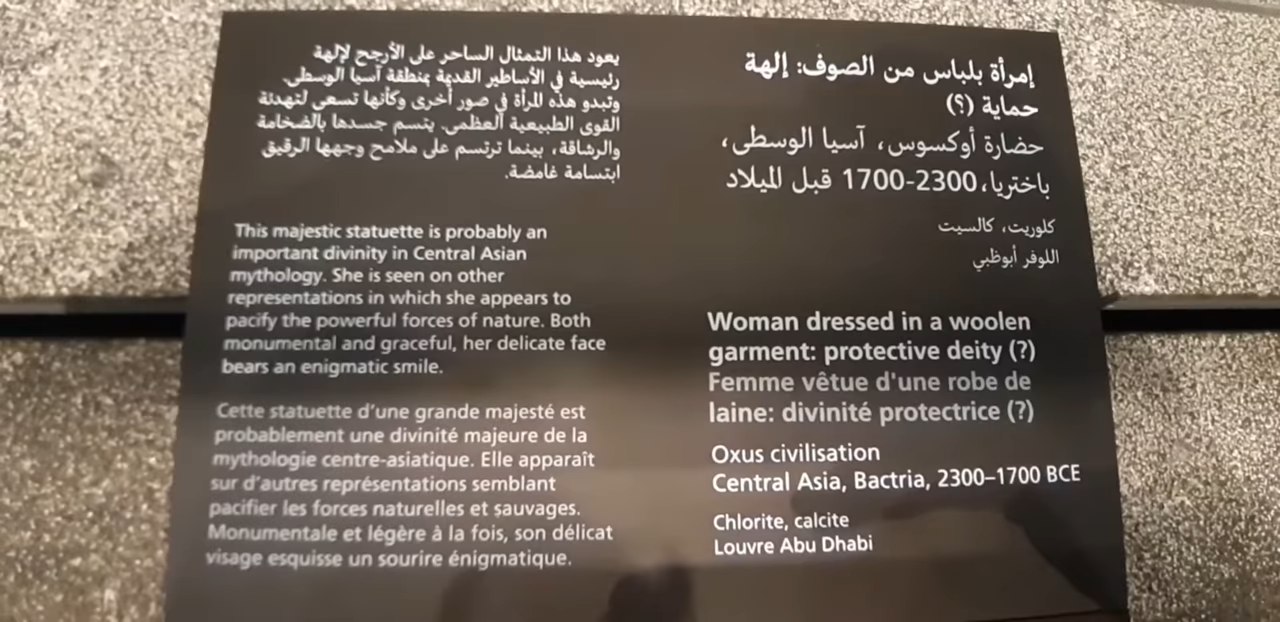 إمرأة بلباس من الصوف: إلهة
حماية (؟)
حضارة أوكسوس، آسيا الوسطى،
باختريا، 2300-1700 قبل الميلاد
كلوريت، كالسيت
اللوفر أبوظبي
يعود هذا التمثال الساحر على الأرجح لإلهة
رئيسية في الأساطير القديمة بمنطقة آسيا الوسطى.
وتبدو هذه المرأة في صور أخرى وكأنها تسعى لتهدئة
القوى الطبيعية العظمى. يتسم جسدها بالضخامة
والرشاقة، بينما ترتسم على ملامح وجهها الرقيق
ابتسامة غامضة.
This majestic statuette is probably an
important divinity in Central Asian
mythology. She is seen on other
representations in which she appears to
pacify the powerful forces of nature. Both
monumental and graceful, her delicate face
bears an enigmatic smile.
Cette statuette d'une grande majesté est
probablement une divinité majeure de la
mythologie centre-asiatique. Elle apparaît
sur d'autres représentations semblant
pacifier les forces naturelles et sauvages.
Monumentale et légère à la fois, son délicat
visage esquisse un sourire énigmatique.
Woman dressed in a woolen
garment: protective deity (?)
Femme vêtue d'une robe de
laine: divinité protectrice (?)
Oxus civilisation
Central Asia, Bactria, 2300–1700 BCE
Chlorite, calcite
Louvre Abu Dhabi